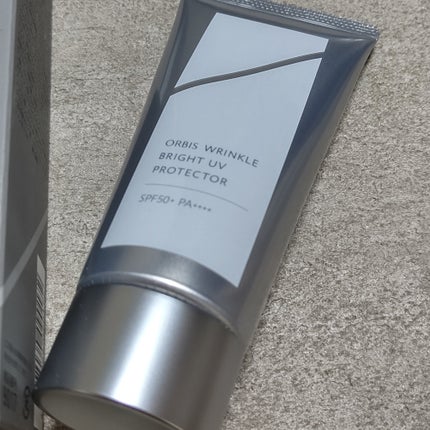 ORBIS WRINKLE
BRIGHT UV
PROTECTOR
SPF50+ PA++++